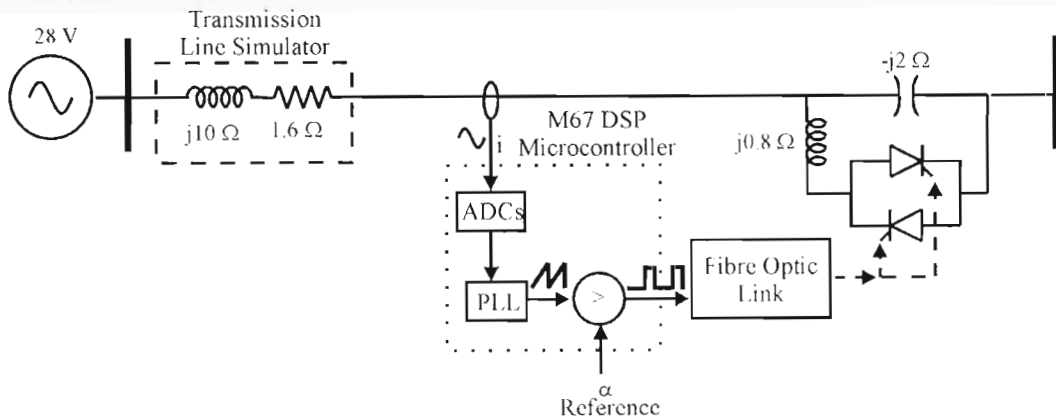 28 V
Transmission
Line Simulator
j10 Ω
1.6 Ω
i
M67 DSP
Microcontroller
-j2 Ω
j0.8 Ω
ADCs
PLL
>
Fibre Optic
Link
α
Reference